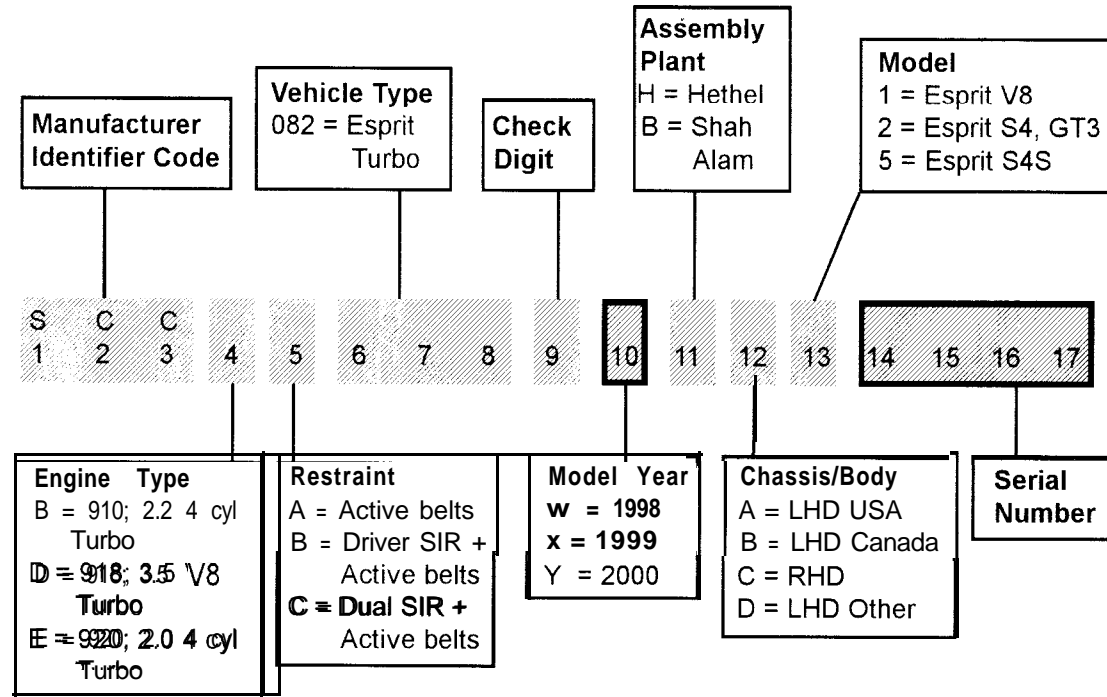 Manufacturer
Identifier Code
Vehicle Type
082 = Esprit
Turbo
Check
Digit
Assembly
Plant
H = Hethel
B = Shah
Alam
Model
1 = Esprit V8
2 = Esprit S4, GT3
5 = Esprit S4S
S C C
1 2 3 4 5 6 7 8 9 10 11 12 13 14 15 16 17
Engine Type
B = 910; 2.2 4 cyl
Turbo
D = 918; 3.5 V8
Turbo
E = 920; 2.0 4 cyl
Turbo
Restraint
A = Active belts
B = Driver SIR +
Active belts
C = Dual SIR +
Active belts
Model Year
w = 1998
x = 1999
Y = 2000
Chassis/Body
A = LHD USA
B = LHD Canada
C = RHD
D = LHD Other
Serial
Number